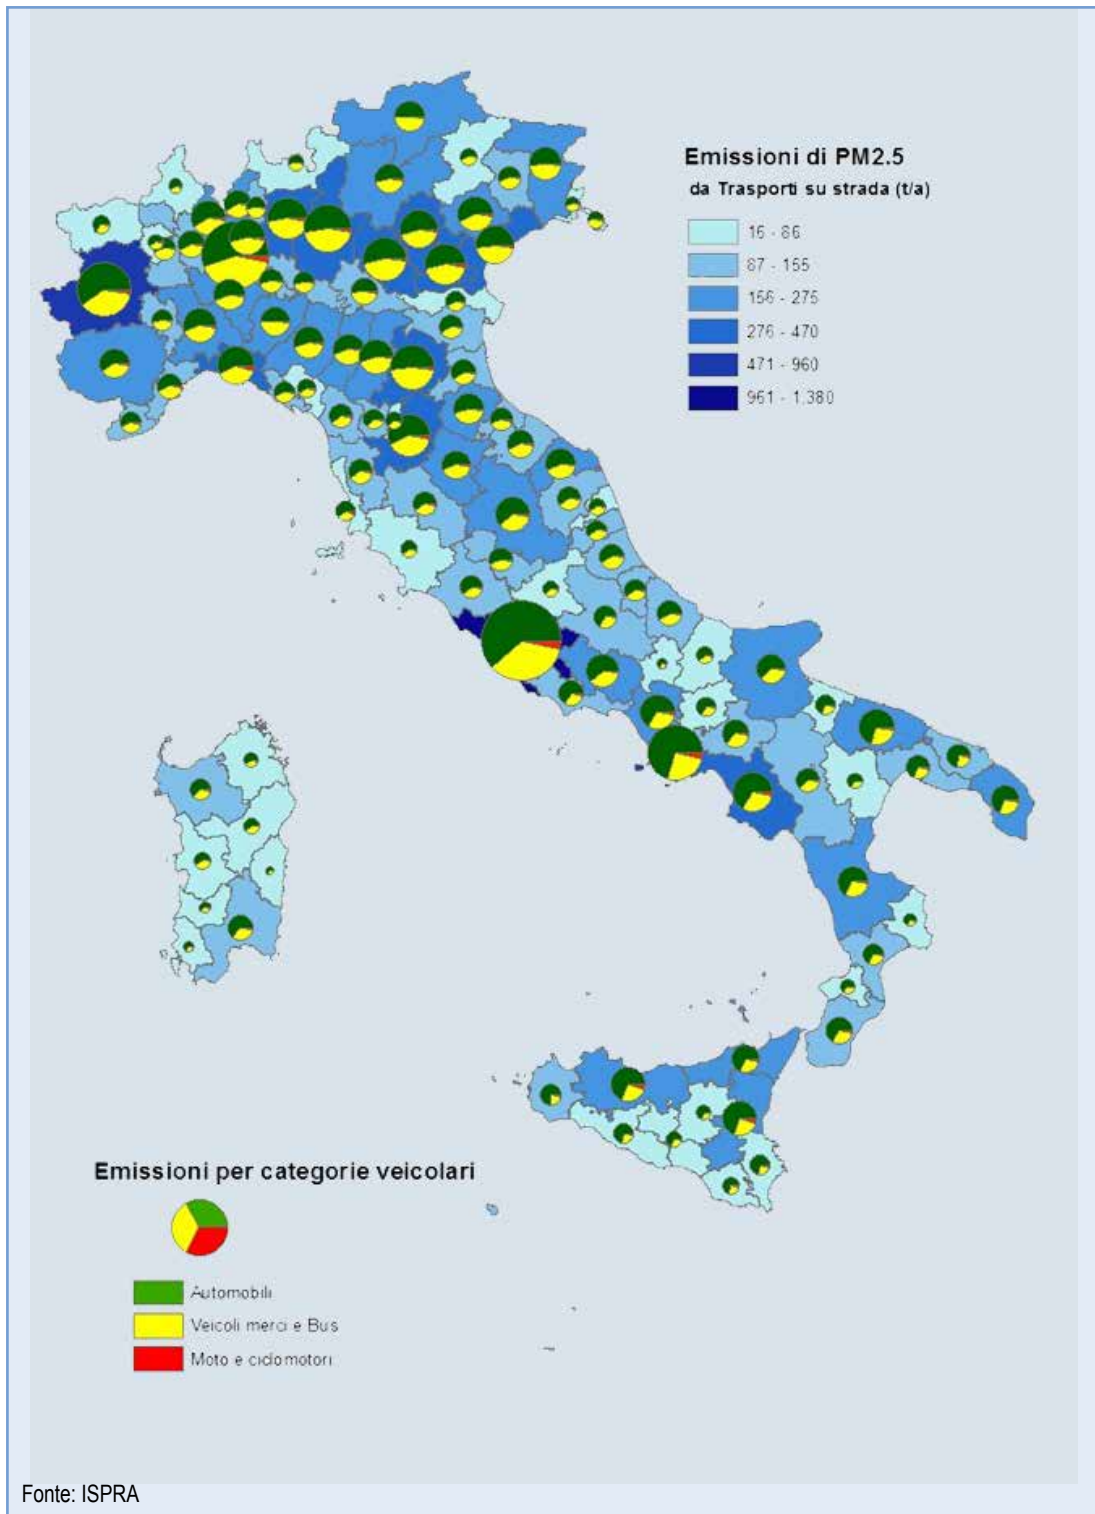 Emissioni di PM2.5
da Trasporti su strada (t/a)
16 - 86
87 - 155
156 - 275
276 - 470
471 - 960
961 - 1.380
Emissioni per categorie veicolari
Automobili
Veicoli merci e Bus
Moto e ciclomotori
Fonte: ISPRA